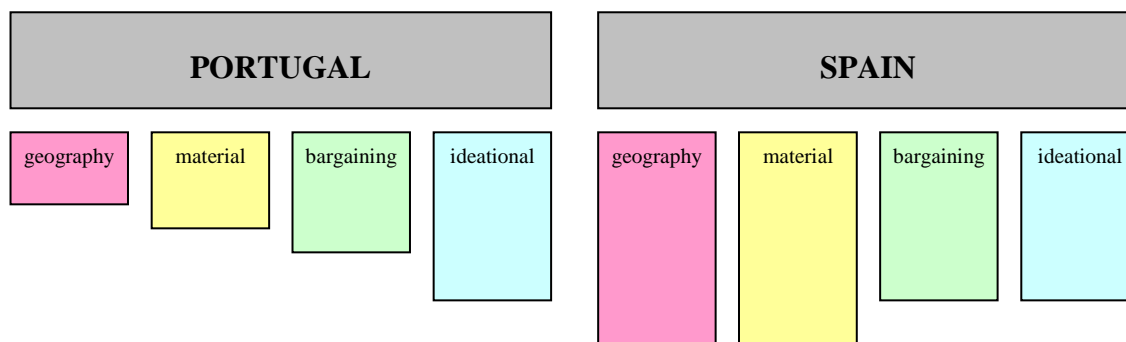 PORTUGAL
SPAIN
geography
material
bargaining
ideational
geography
material
bargaining
ideational